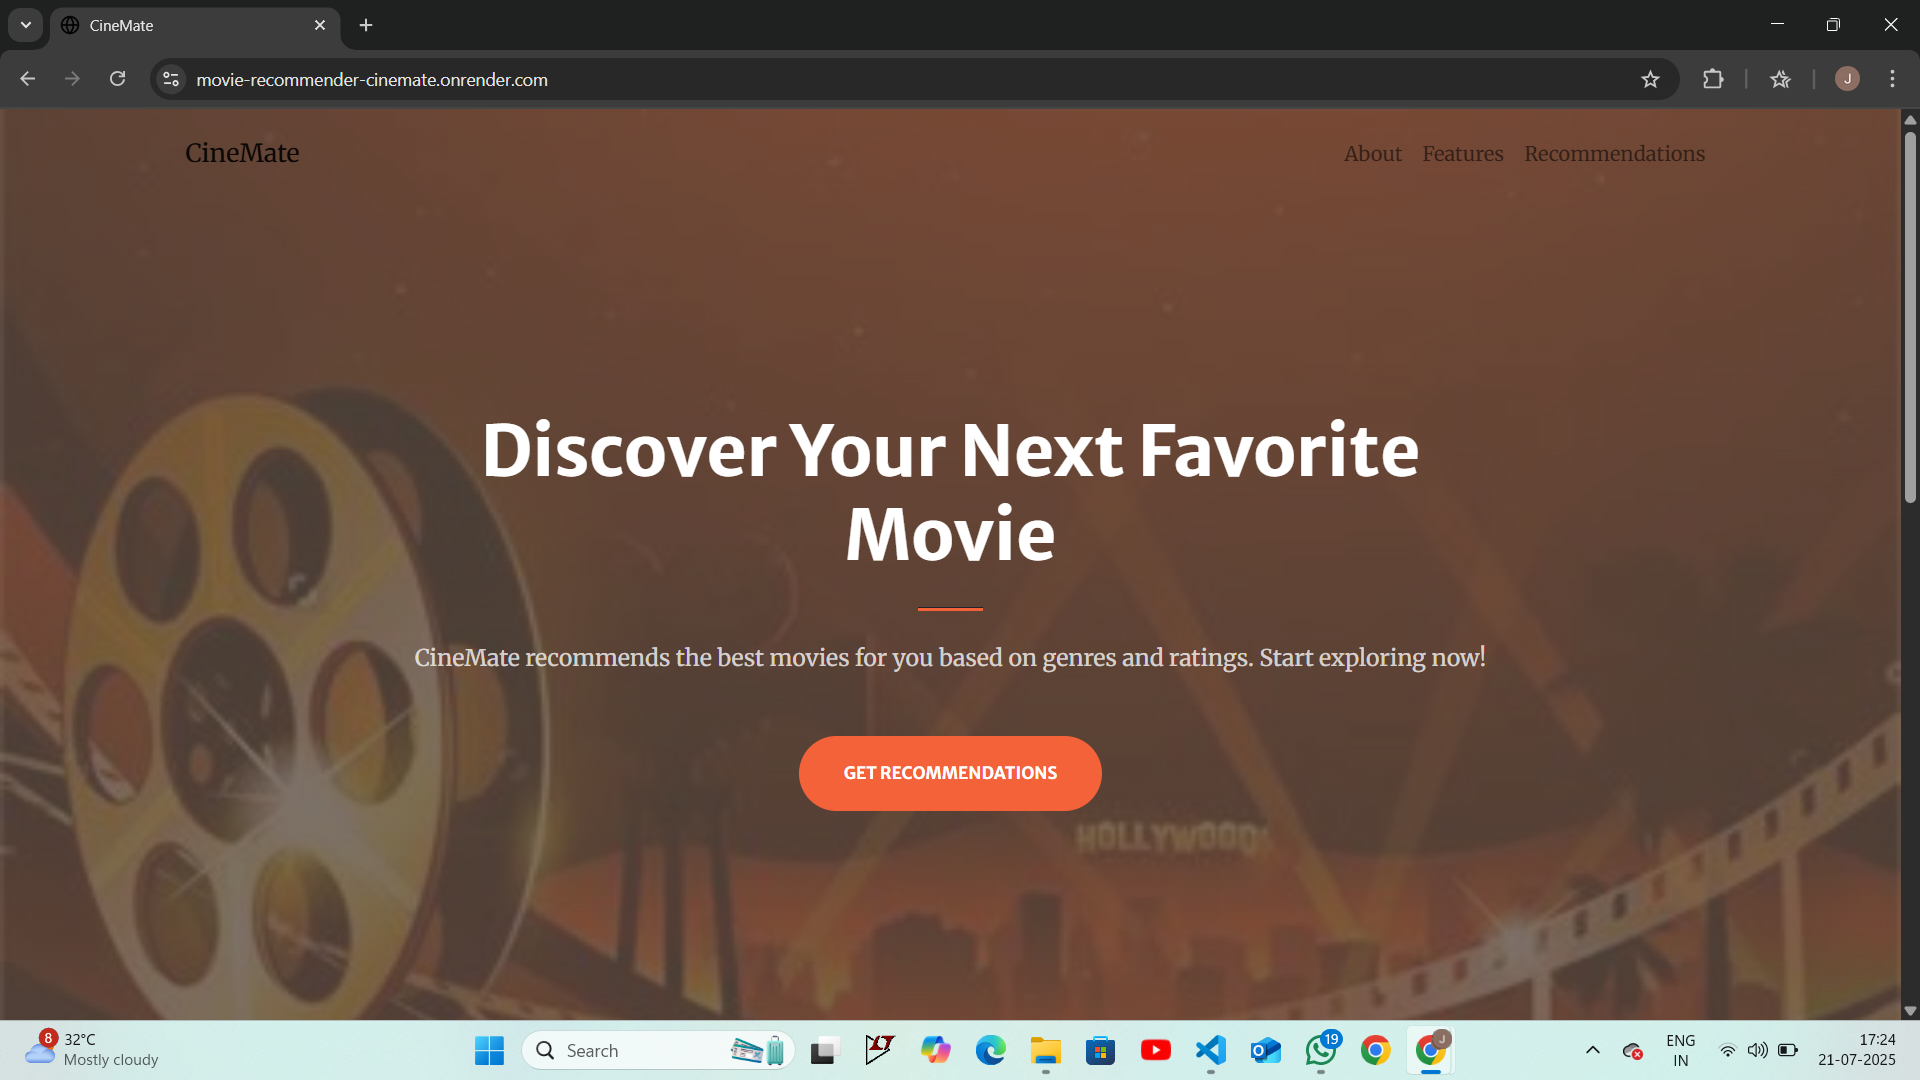 CineMate
movie-recommender-cinemate.onrender.com
J
CineMate
About Features Recommendations
Discover Your Next Favorite
Movie
CineMate recommends the best movies for you based on genres and ratings. Start exploring now!
GET RECOMMENDATIONS
HOLLYWOOD
8
32°C
Mostly cloudy
Search
LT
O
19
J
ENG
IN
17:24
21-07-2025